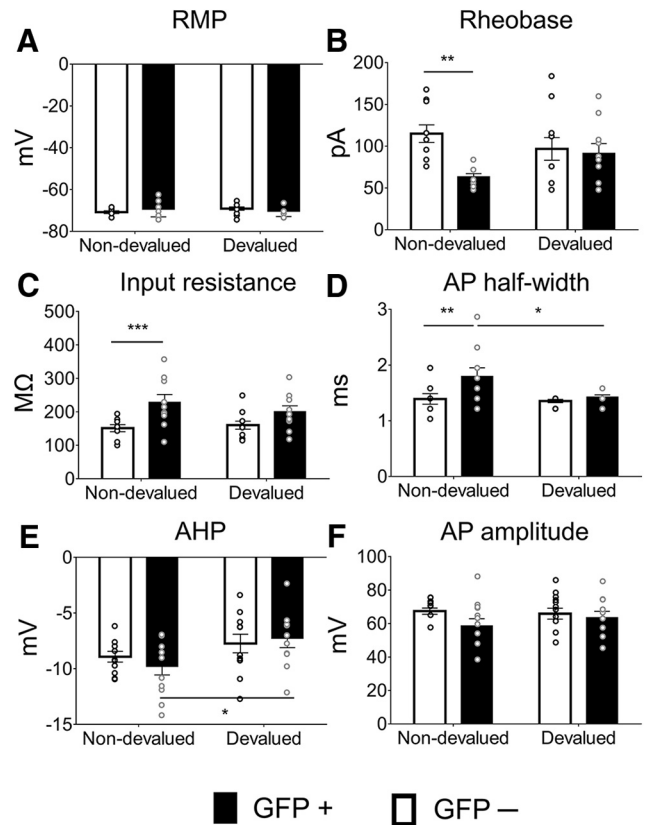 A RMP
mV
0
-20
-40
-60
-80
Non-devalued Devalued
B Rheobase
pA
200
150
100
50
0
**
Non-devalued Devalued
C Input resistance
MΩ
500
400
300
200
100
0
***
Non-devalued Devalued
D AP half-width
ms
3
2
1
0
** *
Non-devalued Devalued
E AHP
mV
0
-5
-10
-15
*
Non-devalued Devalued
F AP amplitude
mV
100
80
60
40
20
0
Non-devalued Devalued
GFP + GFP –